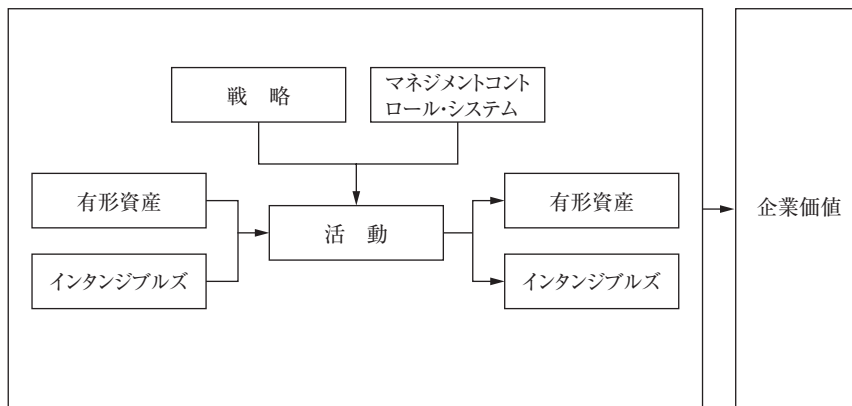 戦　略
マネジメントコント
ロール・システム
有形資産
インタンジブルズ
活　動
有形資産
インタンジブルズ
企業価値